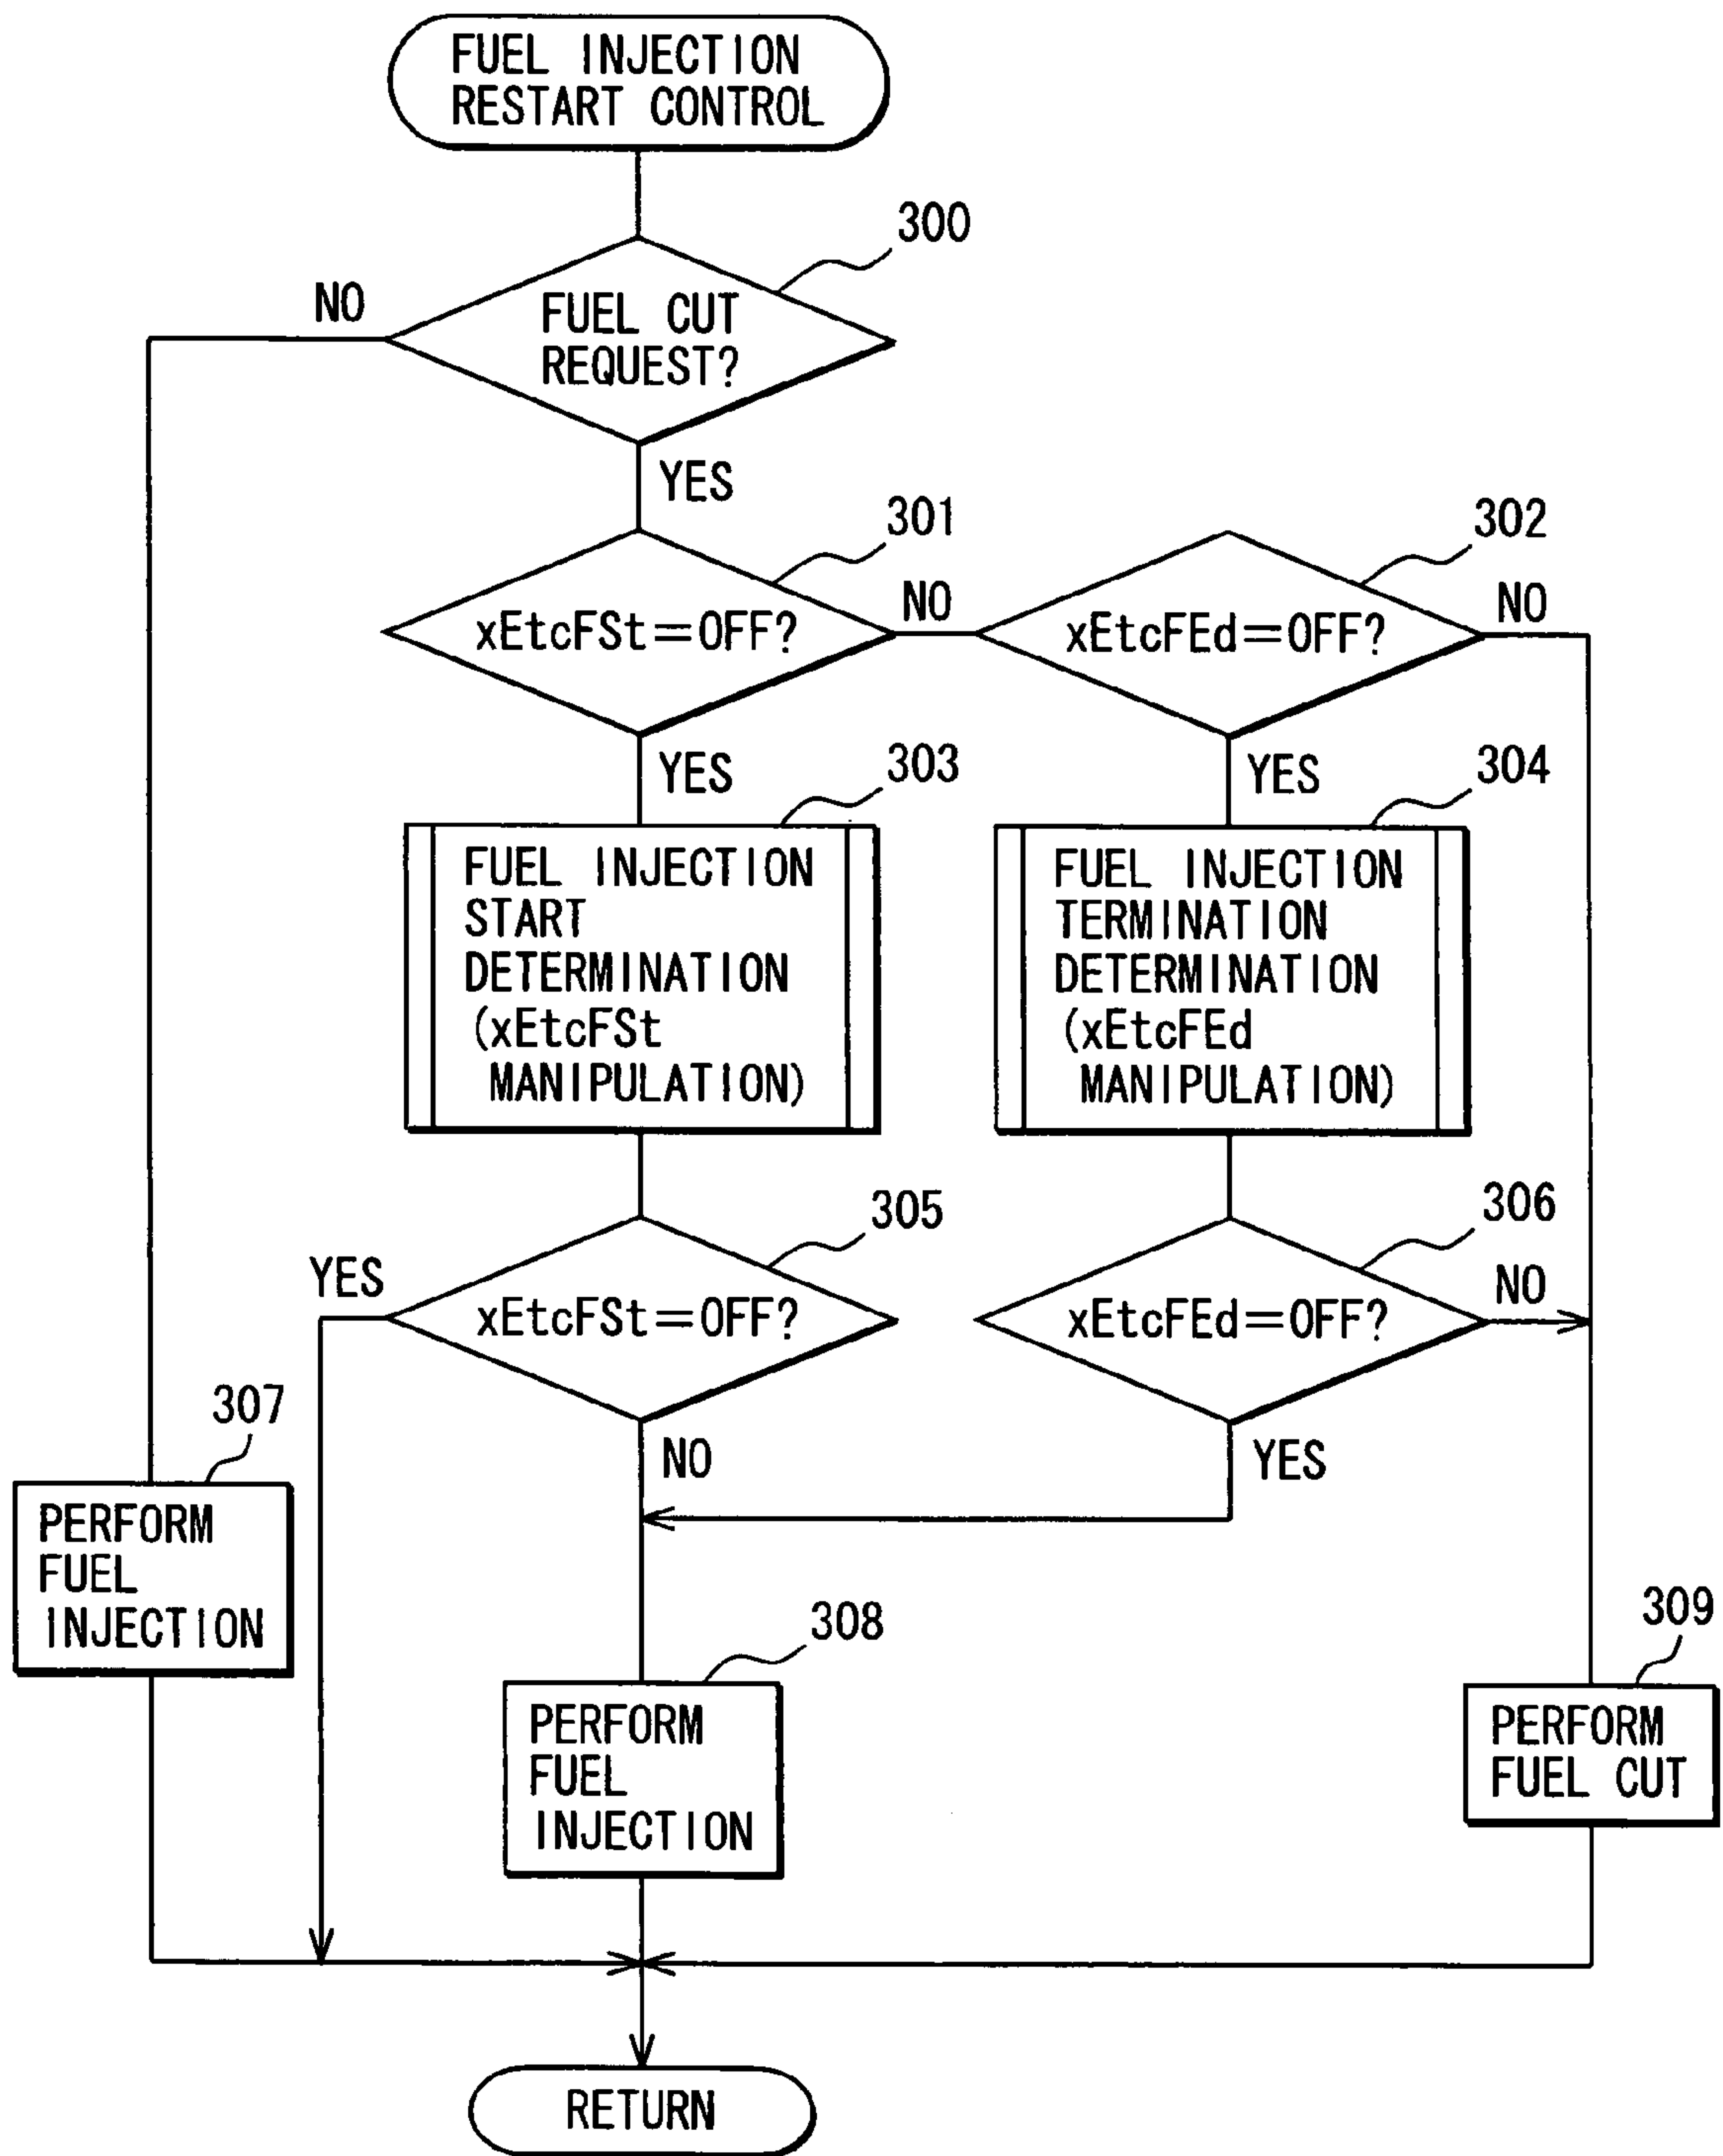 FUEL INJECTION
RESTART CONTROL
300
NO
FUEL CUT
REQUEST?
YES
301
302
xEtcFSt=OFF?
NO
xEtcFEd=OFF?
NO
YES
303
YES
304
FUEL INJECTION
START
DETERMINATION
(xEtcFSt
MANIPULATION)
FUEL INJECTION
TERMINATION
DETERMINATION
(xEtcFEd
MANIPULATION)
305
306
YES
xEtcFSt=OFF?
xEtcFEd=OFF?
NO
307
NO
YES
PERFORM
FUEL
INJECTION
308
309
PERFORM
FUEL
INJECTION
PERFORM
FUEL CUT
RETURN